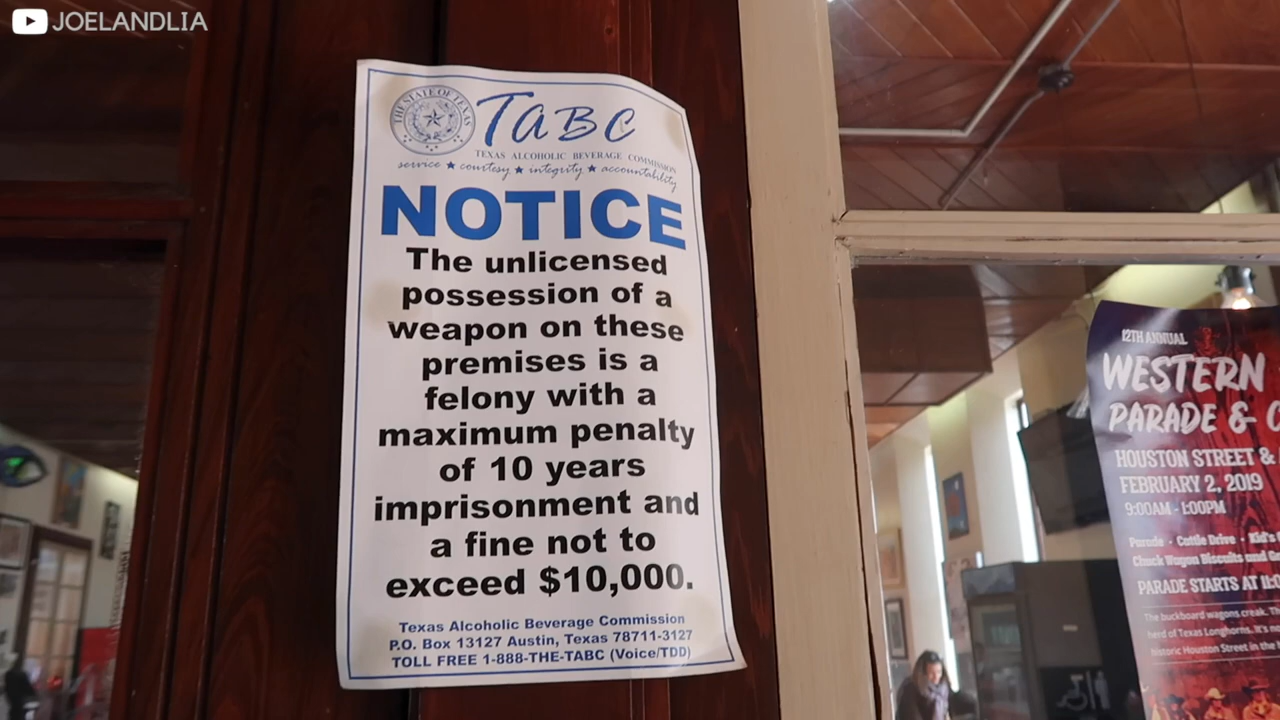 JOELANDLIA
THE STATE OF TEXAS
TABC
TEXAS ALCOHOLIC BEVERAGE COMMISSION
service ★ courtesy ★ integrity ★ accountability
NOTICE
The unlicensed
possession of a
weapon on these
premises is a
felony with a
maximum penalty
of 10 years
imprisonment and
a fine not to
exceed $10,000.
Texas Alcoholic Beverage Commission
P.O. Box 13127 Austin, Texas 78711-3127
TOLL FREE 1-888-THE-TABC (Voice/TDD)
12TH ANNUAL
WESTERN
PARADE &
HOUSTON STREET &
FEBRUARY 2, 2019
9:00AM - 1:00PM
Parade • Cattle Drive • Kid's
Chuck Wagon Biscuits and
PARADE STARTS AT
The buckboard wagons creak.
herd of Texas Longhorns. It's
historic Houston Street in the